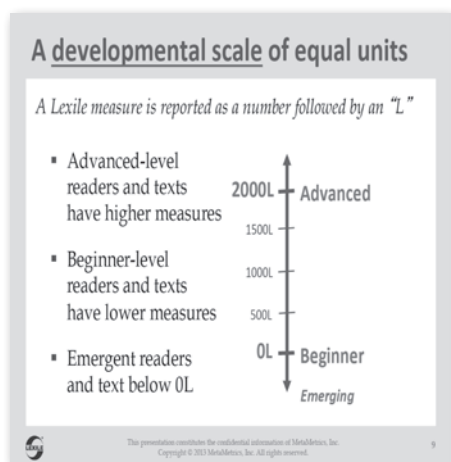 A developmental scale of equal units
A Lexile measure is reported as a number followed by an “L”
▪ Advanced-level
readers and texts
have higher measures
▪ Beginner-level
readers and texts
have lower measures
▪ Emergent readers
and text below 0L
2000L Advanced
1500L
1000L
500L
0L Beginner
Emerging
This presentation constitutes the confidential information of MetaMetrics, Inc.
Copyright © 2013 MetaMetrics, Inc. All rights reserved.
9
LEXILE